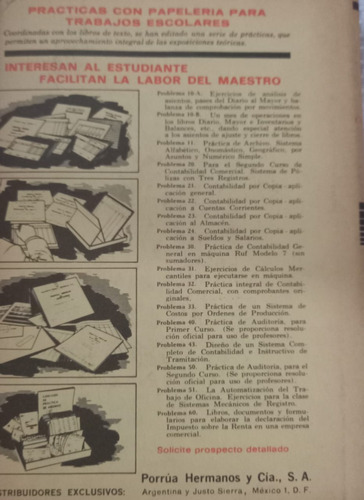 PRACTICAS CON PAPELERIA PARA
TRABAJOS ESCOLARES
Coordinadas con los libros de texto, se han editado una serie de prácticas, que
permiten un aprovechamiento integral de las exposiciones teóricas.
INTERESAN AL ESTUDIANTE
FACILITAN LA LABOR DEL MAESTRO
Problema 10-A. Ejercicios de análisis de
asientos, pases del Diario al Mayor y ba-
lanza de comprobación por movimientos.
Problema 10-B. Un mes de operaciones en
los libros Diario, Mayor e Inventarios y
Balances, etc., dando especial atención
a los asientos de ajuste y cierre de libros.
Problema 11. Práctica de Archivo. Sistema
Alfabético, Onomástico, Geográfico, por
Asuntos y Numérico Simple.
Problema 20. Para el Segundo Curso de
Contabilidad Comercial. Sistema de Pó-
lizas con Tres Registros.
Problema 21. Contabilidad por Copia - apli-
cación general.
Problema 22. Contabilidad por Copia - apli-
cación a Cuentas Corrientes.
Problema 23. Contabilidad por Copia - apli-
cación al Almacén.
Problema 24. Contabilidad por Copia - apli-
cación a Sueldos y Salarios.
Problema 30. Práctica de Contabilidad Ge-
neral en máquina Ruf Modelo 7 (sin
sumadores).
Problema 31. Ejercicios de Cálculos Mer-
cantiles para ejecutarse en máquina.
Problema 32. Práctica integral de Contabi-
lidad Comercial, con comprobantes ori-
ginales.
Problema 33. Práctica de un Sistema de
Costos por Ordenes de Producción.
Problema 40. Práctica de Auditoría, para
Primer Curso. (Se proporciona resolu-
ción oficial para uso de profesores).
Problema 43. Diseño de un Sistema Com-
pleto de Contabilidad e Instructivo de
Tramitación.
Problema 50. Práctica de Auditoría, para el
Segundo Curso. (Se proporciona resolu-
ción oficial para uso de profesores).
Problema 51. La Automatización del Tra-
bajo de Oficina. Ejercicios para la clase
de Sistemas Mecánicos de Registro.
Problema 60. Libros, documentos y formu-
larios para elaborar la declaración del
Impuesto sobre la Renta en una empresa
comercial.
Solicite prospecto detallado
Porrúa Hermanos y Cia., S. A.
STRIBUIDORES EXCLUSIVOS: Argentina y Justo Sierra, México 1, D. F.